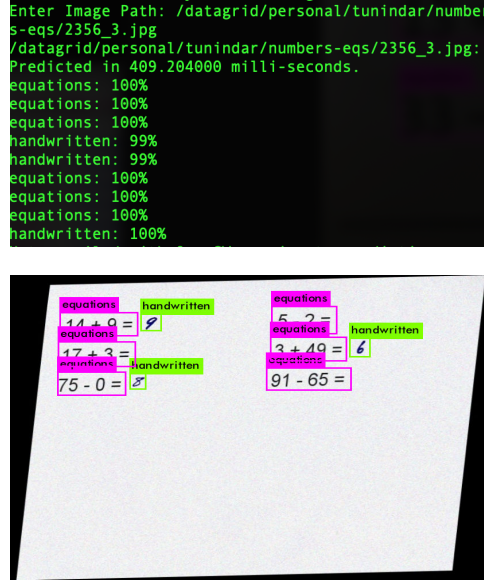 Enter Image Path: /datagrid/personal/tunindar/number
s-eqs/2356_3.jpg
/datagrid/personal/tunindar/numbers-eqs/2356_3.jpg:
Predicted in 409.204000 milli-seconds.
equations: 100%
equations: 100%
equations: 100%
handwritten: 99%
handwritten: 99%
equations: 100%
equations: 100%
equations: 100%
handwritten: 100%
equations handwritten equations
14 + 9 = 9 5 - 2 =
equations equations handwritten
17 + 3 = 3 + 49 = 6
equations handwritten equations
75 - 0 = 8 91 - 65 =